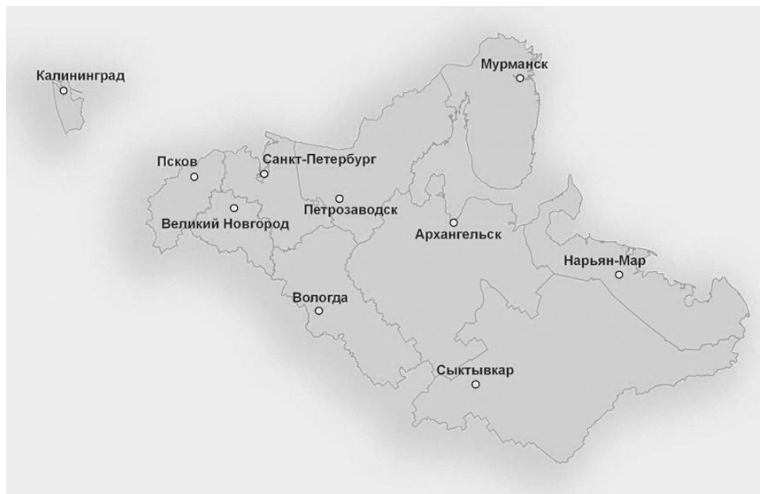 Мурманск
Калининград
Псков
Санкт-Петербург
Петрозаводск
Великий Новгород
Архангельск
Нарьян-Мар
Вологда
Сыктывкар